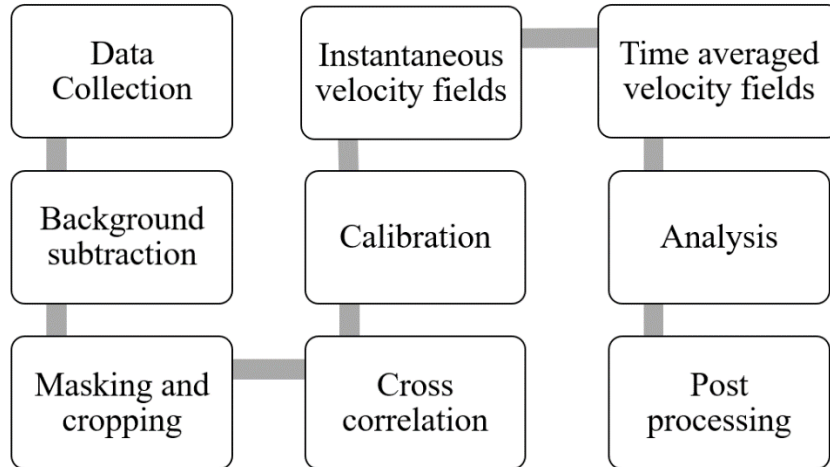 Data
Collection
Background
subtraction
Masking and
cropping
Cross
correlation
Calibration
Instantaneous
velocity fields
Time averaged
velocity fields
Analysis
Post
processing